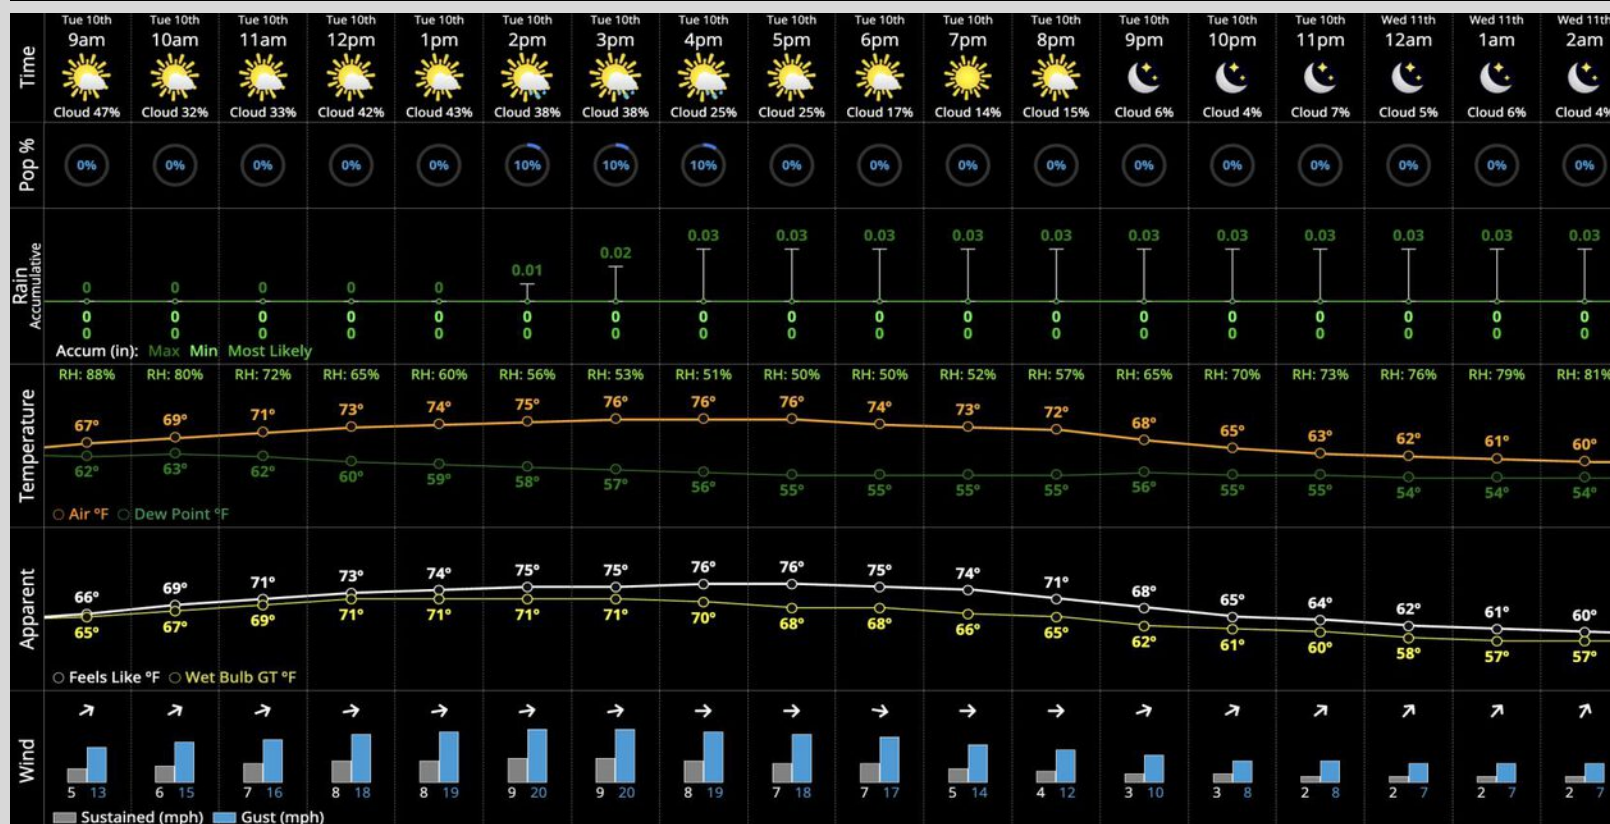 Tue 10th Tue 10th Tue 10th Tue 10th Tue 10th Tue 10th Tue 10th Tue 10th Tue 10th Tue 10th Tue 10th Tue 10th Tue 10th Tue 10th Tue 10th Wed 11th Wed 11th Wed 11th
Time
9am 10am 11am 12pm 1pm 2pm 3pm 4pm 5pm 6pm 7pm 8pm 9pm 10pm 11pm 12am 1am 2am
Cloud 47% Cloud 32% Cloud 33% Cloud 42% Cloud 43% Cloud 38% Cloud 38% Cloud 25% Cloud 25% Cloud 17% Cloud 14% Cloud 15% Cloud 6% Cloud 4% Cloud 7% Cloud 5% Cloud 6% Cloud 4%
Pop %
0% 0% 0% 0% 0% 10% 10% 10% 0% 0% 0% 0% 0% 0% 0% 0% 0% 0%
Rain
Accumulative
0 0 0 0 0 0.01 0.02 0.03 0.03 0.03 0.03 0.03 0.03 0.03 0.03 0.03 0.03 0.03
0 0 0 0 0 0 0 0 0 0 0 0 0 0 0 0 0 0
0 0 0 0 0 0 0 0 0 0 0 0 0 0 0 0 0 0
Accum (in): Max Min Most Likely
Temperature
RH: 88% RH: 80% RH: 72% RH: 65% RH: 60% RH: 56% RH: 53% RH: 51% RH: 50% RH: 50% RH: 52% RH: 57% RH: 65% RH: 70% RH: 73% RH: 76% RH: 79% RH: 81%
67° 69° 71° 73° 74° 75° 76° 76° 76° 74° 73° 72° 68° 65° 63° 62° 61° 60°
62° 63° 62° 60° 59° 58° 57° 56° 55° 55° 55° 55° 56° 55° 55° 54° 54° 54°
Air °F Dew Point °F
Apparent
66° 69° 71° 73° 74° 75° 75° 76° 76° 75° 74° 71° 68° 65° 64° 62° 61° 60°
65° 67° 69° 71° 71° 71° 71° 70° 68° 68° 66° 65° 62° 61° 60° 58° 57° 57°
Feels Like °F Wet Bulb GT °F
Wind
5 13 6 15 7 16 8 18 8 19 9 20 9 20 8 19 7 18 7 17 5 14 4 12 3 10 3 8 2 8 2 7 2 7 2 7
Sustained (mph) Gust (mph)